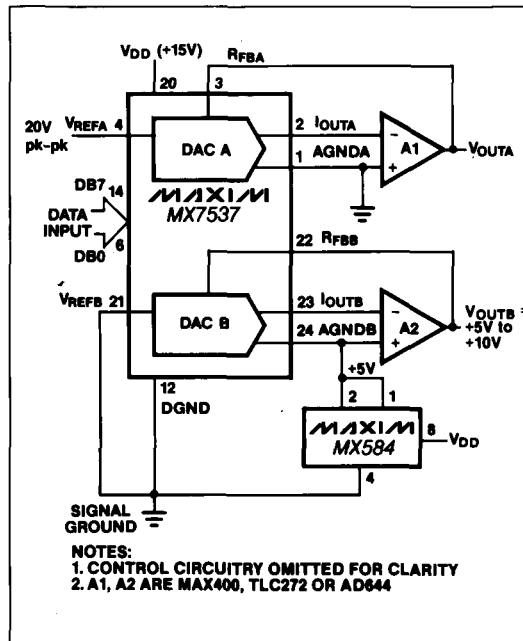 VDD (+15V)
20
3
RFBA
20V pk-pk
VREFA 4
DAC A
2 IOUTA
1 AGNDA
A1
-
+
VOUTA
MAXIM
MX7537
DB7 14
DATA INPUT
6
DB0
22 RFBB
VREFB 21
DAC B
23 IOUTB
24 AGNDB
A2
-
+
VOUTB =
+5V to
+10V
+5V
12
DGND
2
1
MAXIM
MX584
8
VDD
4
SIGNAL
GROUND
NOTES:
1. CONTROL CIRCUITRY OMITTED FOR CLARITY
2. A1, A2 ARE MAX400, TLC272 OR AD644